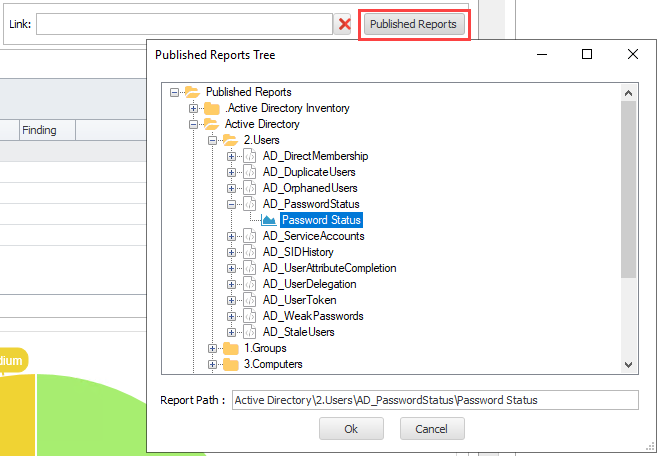 Link:
Published Reports
Published Reports Tree
Published Reports
.Active Directory Inventory
Active Directory
2.Users
AD_DirectMembership
AD_DuplicateUsers
AD_OrphanedUsers
AD_PasswordStatus
Password Status
AD_ServiceAccounts
AD_SIDHistory
AD_UserAttributeCompletion
AD_UserDelegation
AD_UserToken
AD_WeakPasswords
AD_StaleUsers
1.Groups
3.Computers
Report Path : Active Directory\2.Users\AD_PasswordStatus\Password Status
Ok Cancel
Finding
dium